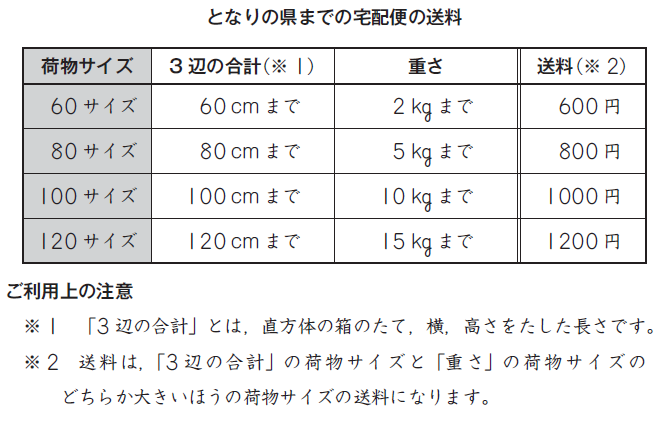 となりの県までの宅配便の送料
荷物サイズ 3辺の合計(※1) 重さ 送料(※2)
60サイズ 60cmまで 2kgまで 600円
80サイズ 80cmまで 5kgまで 800円
100サイズ 100cmまで 10kgまで 1000円
120サイズ 120cmまで 15kgまで 1200円
ご利用上の注意
※1 「3辺の合計」とは，直方体の箱のたて，横，高さをたした長さです。
※2 送料は，「3辺の合計」の荷物サイズと「重さ」の荷物サイズの
どちらか大きいほうの荷物サイズの送料になります。